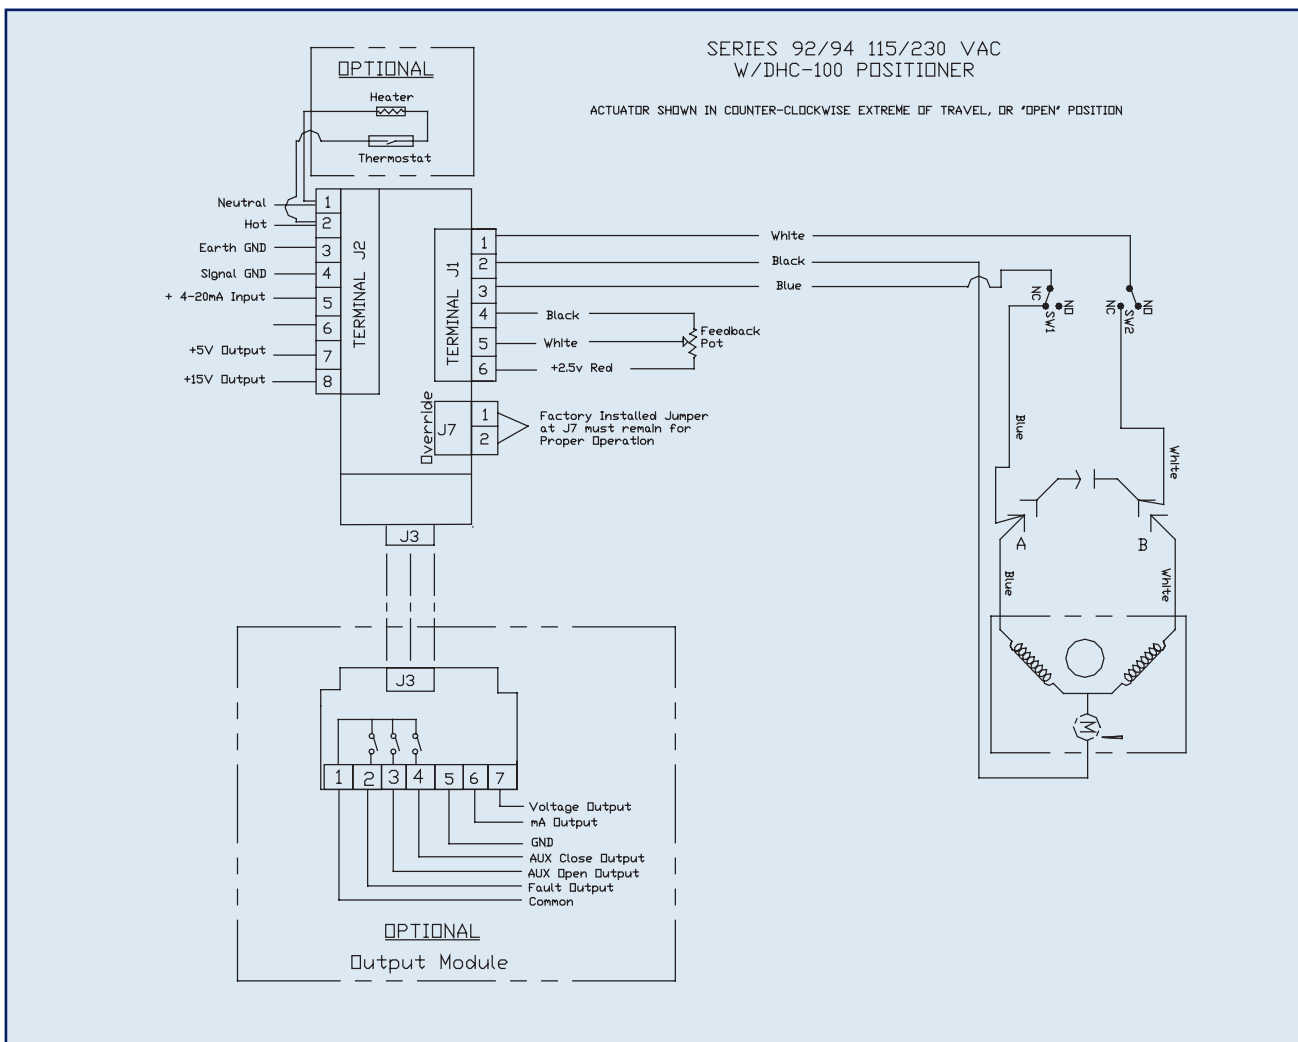 SERIES 92/94 115/230 VAC
W/DHC-100 POSITIONER
ACTUATOR SHOWN IN COUNTER-CLOCKWISE EXTREME OF TRAVEL, OR "OPEN" POSITION
OPTIONAL
Heater
Thermostat
Neutral
Hot
Earth GND
Signal GND
+ 4-20mA Input
+5V Output
+15V Output
1
2
3
4
5
6
7
8
TERMINAL J2
TERMINAL J1
1
2
3
4
5
6
White
Black
Blue
Black
White
+2.5v Red
Feedback
Pot
NC
NO
SW1
NC
NO
SW2
Override
J7
1
2
Factory Installed Jumper
at J7 must remain for
Proper Operation
Blue
White
A
B
Blue
White
M
J3
J3
1
2
3
4
5
6
7
Voltage Output
mA Output
GND
AUX Close Output
AUX Open Output
Fault Output
Common
OPTIONAL
Output Module